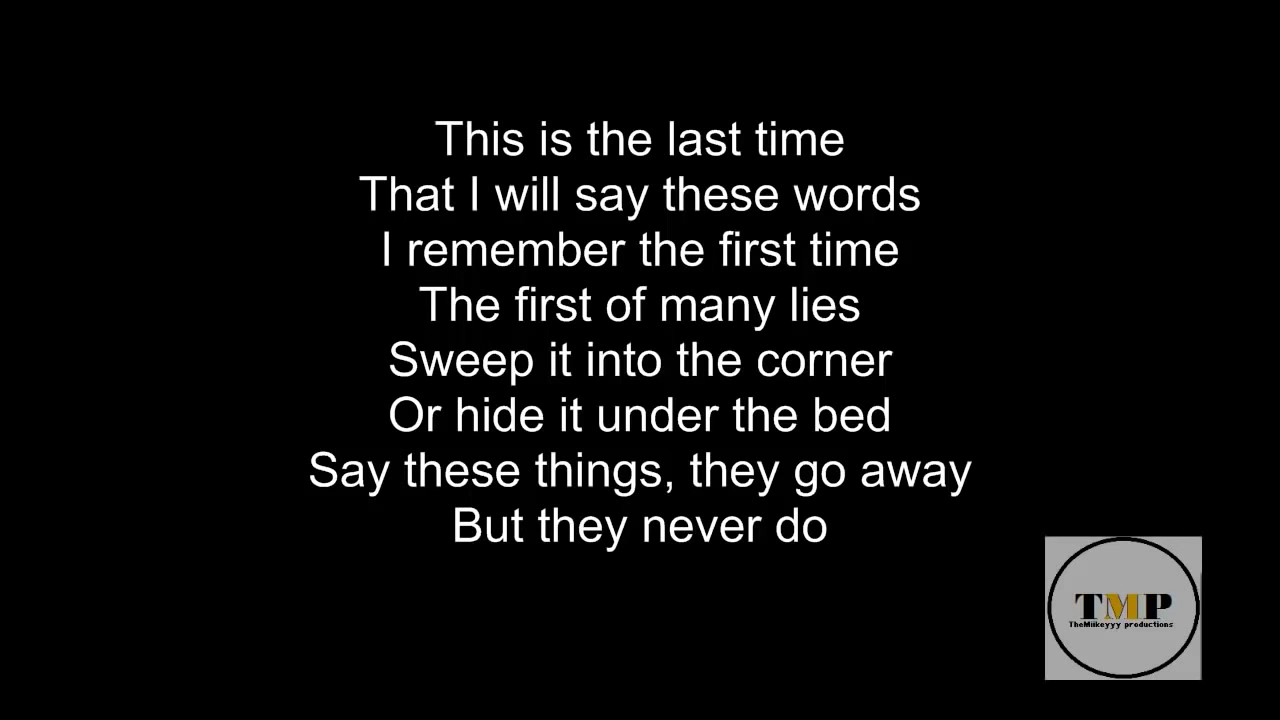 This is the last time
That I will say these words
I remember the first time
The first of many lies
Sweep it into the corner
Or hide it under the bed
Say these things, they go away
But they never do
TMP
TheMiikeyyy productions